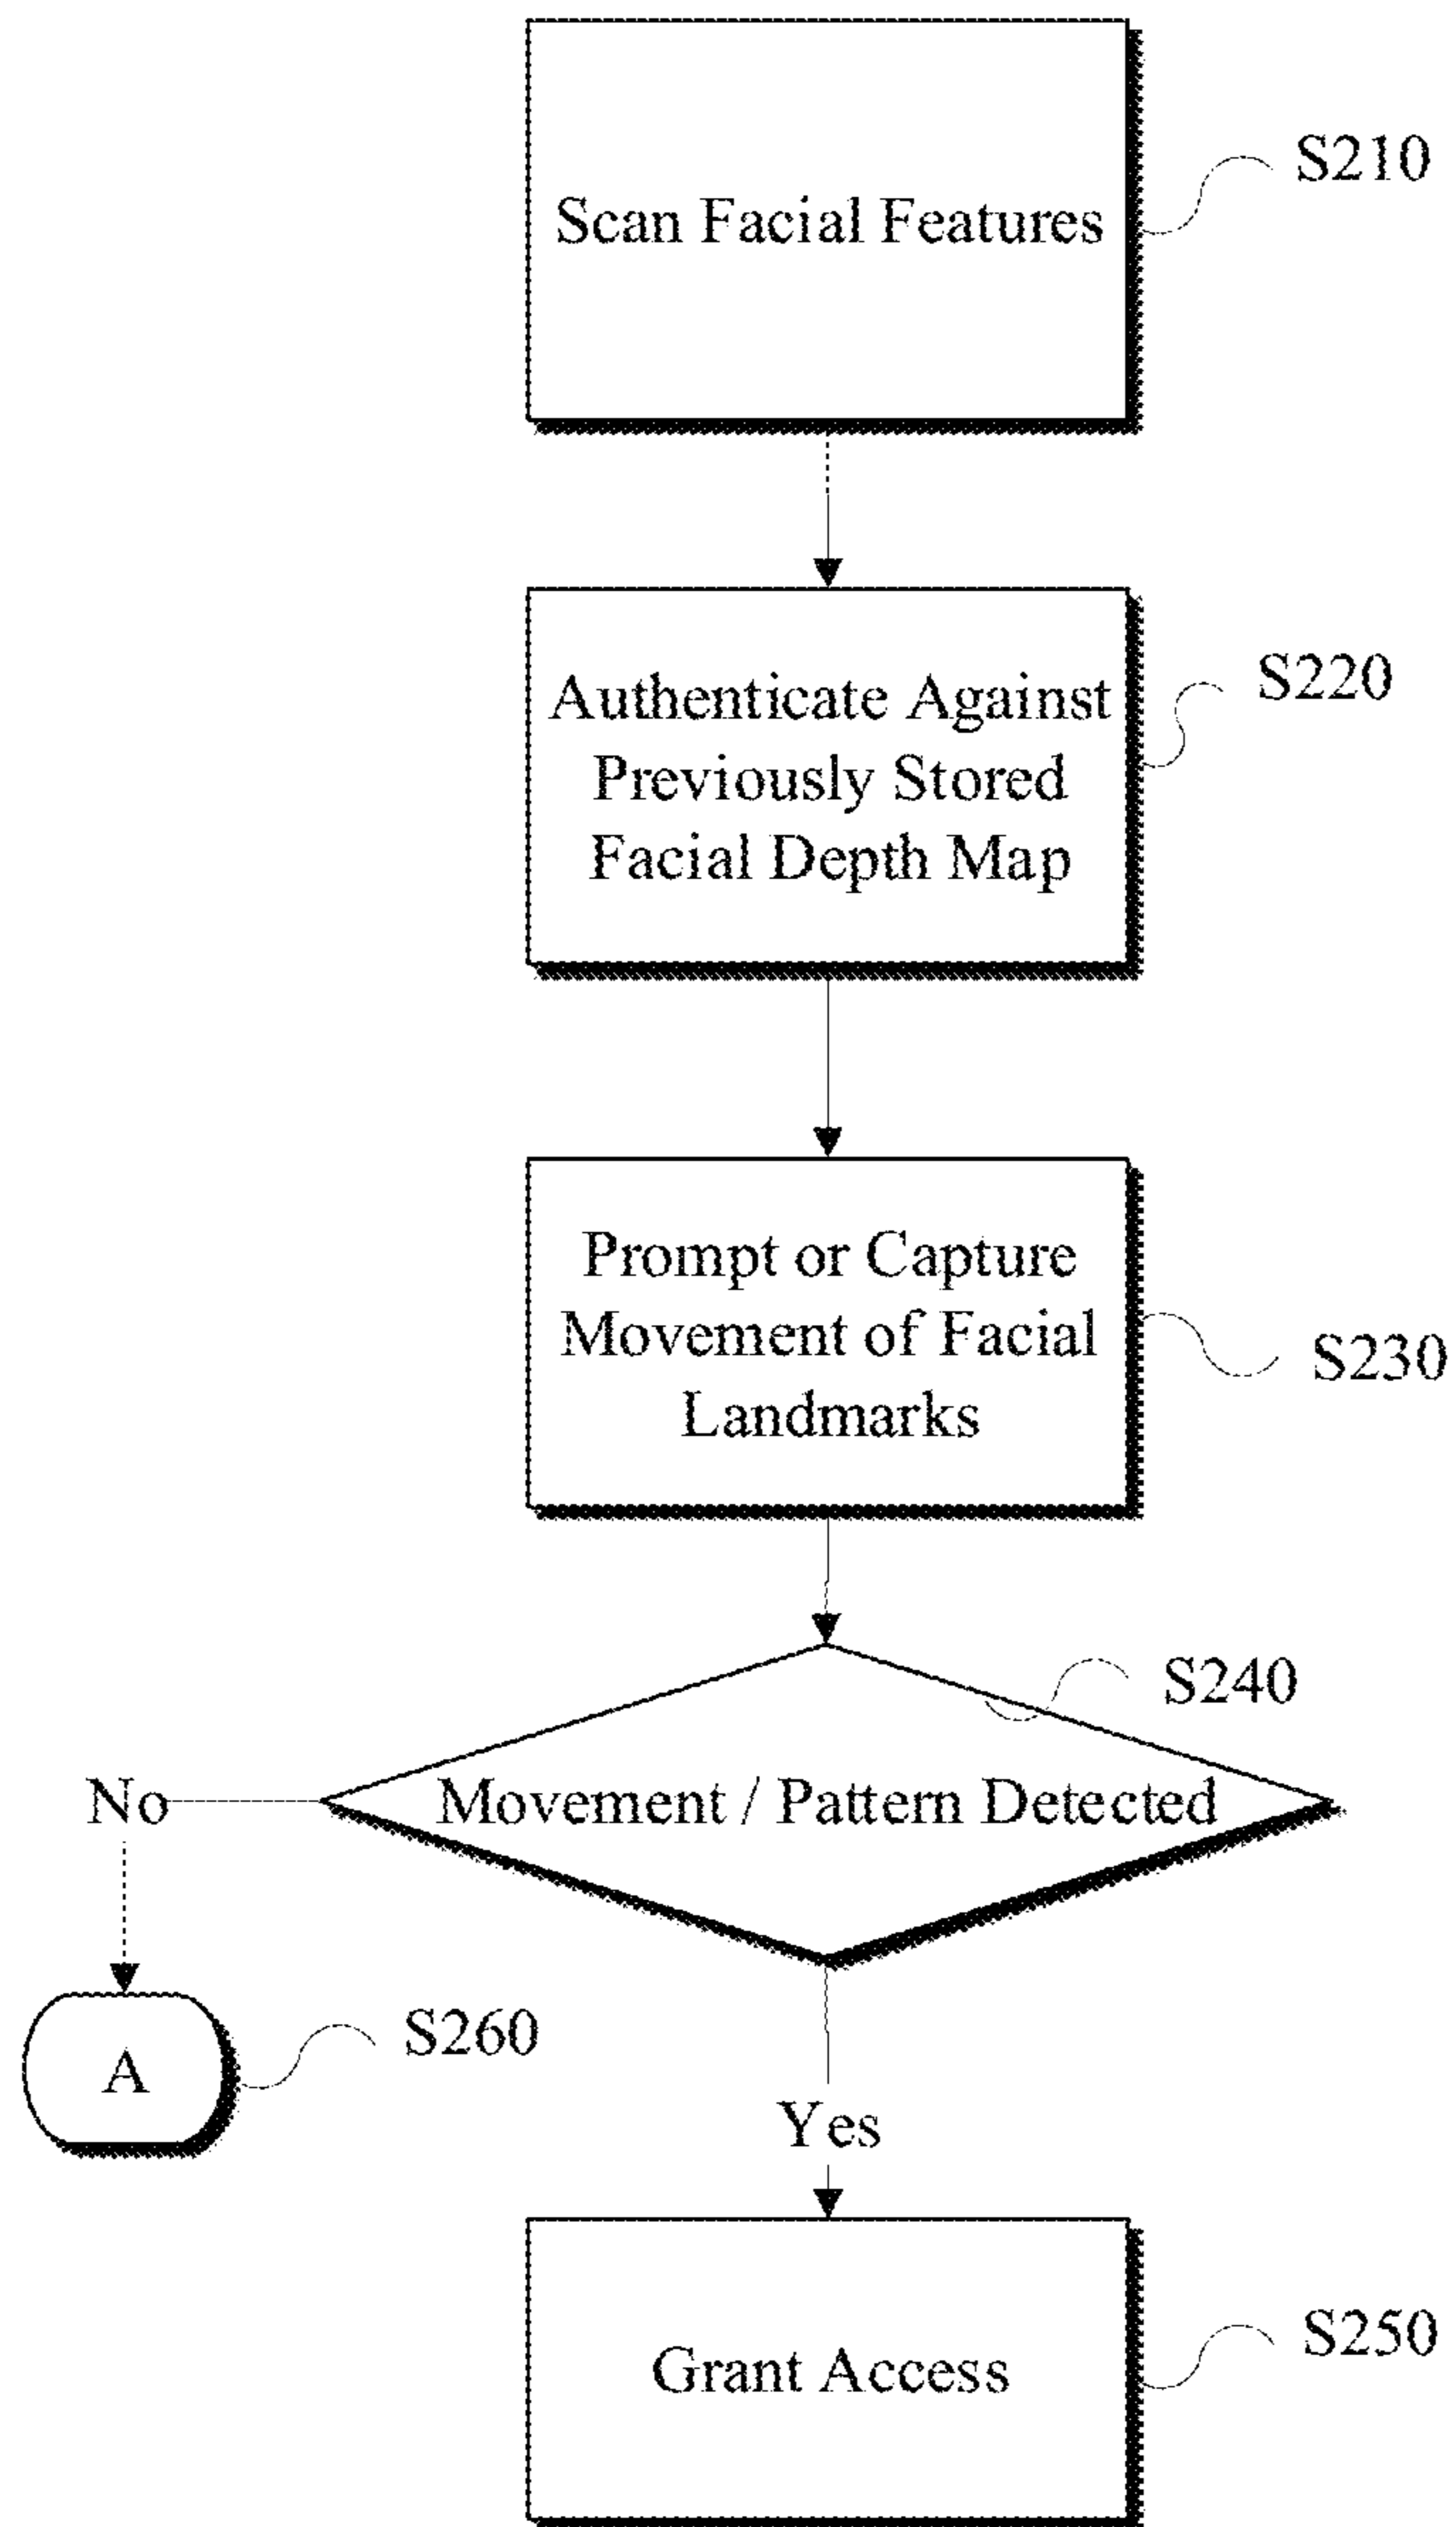 Scan Facial Features
S210
Authenticate Against
Previously Stored
Facial Depth Map
S220
Prompt or Capture
Movement of Facial
Landmarks
S230
S240
Movement / Pattern Detected
No
A
S260
Yes
Grant Access
S250